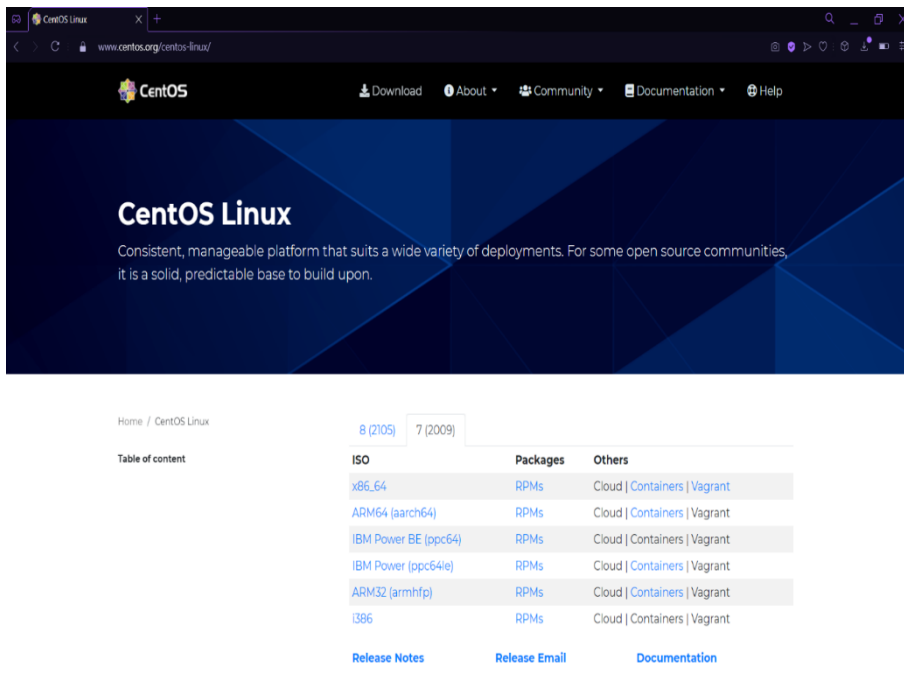 CentOS Linux
www.centos.org/centos-linux/
CentOS Download About Community Documentation Help
CentOS Linux
Consistent, manageable platform that suits a wide variety of deployments. For some open source communities,
it is a solid, predictable base to build upon.
Home / CentOS Linux
8 (2105) 7 (2009)
Table of content
ISO Packages Others
x86_64 RPMs Cloud | Containers | Vagrant
ARM64 (aarch64) RPMs Cloud | Containers | Vagrant
IBM Power BE (ppc64) RPMs Cloud | Containers | Vagrant
IBM Power (ppc64le) RPMs Cloud | Containers | Vagrant
ARM32 (armhfp) RPMs Cloud | Containers | Vagrant
i386 RPMs Cloud | Containers | Vagrant
Release Notes Release Email Documentation